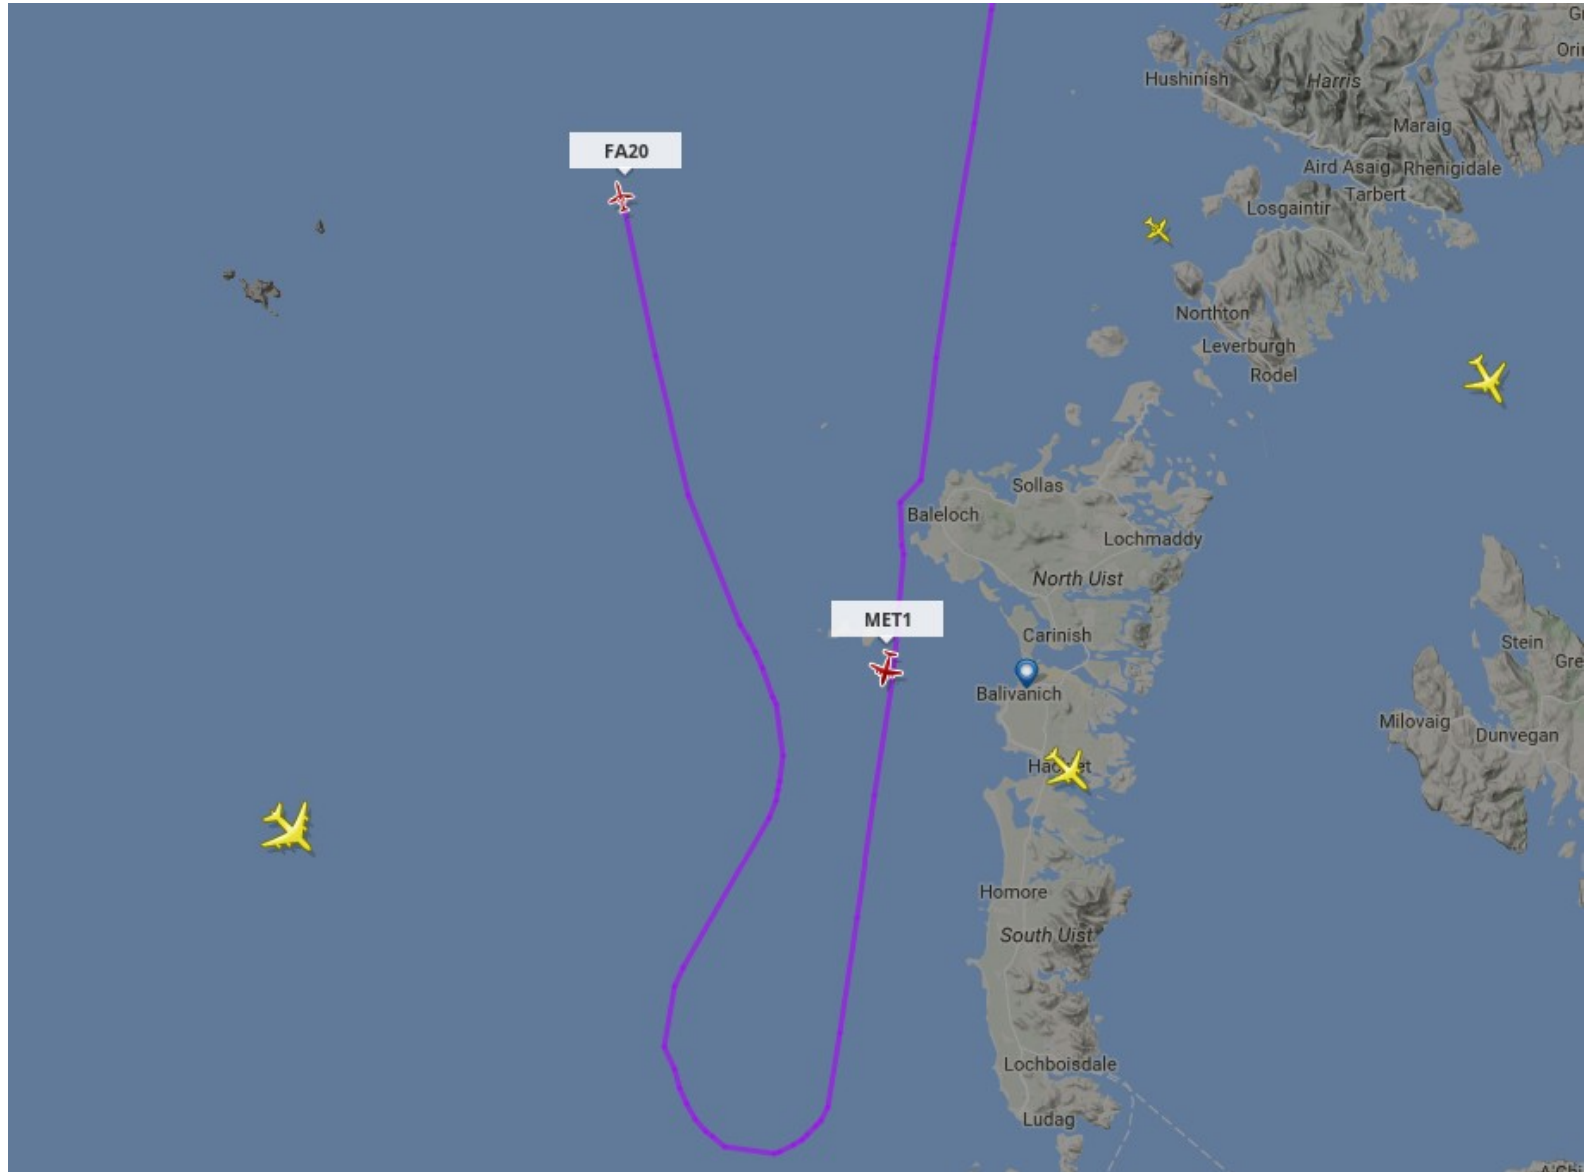 Hushinish
Harris
Maraig
Aird Asaig
Rhenigidale
Tarbert
Losgaintir
FA20
Northton
Leverburgh
Rodel
Sollas
Baleloch
Lochmaddy
North Uist
MET1
Carinish
Stein
Balivanich
Milovaig
Dunvegan
Homore
South Uist
Lochboisdale
Ludag